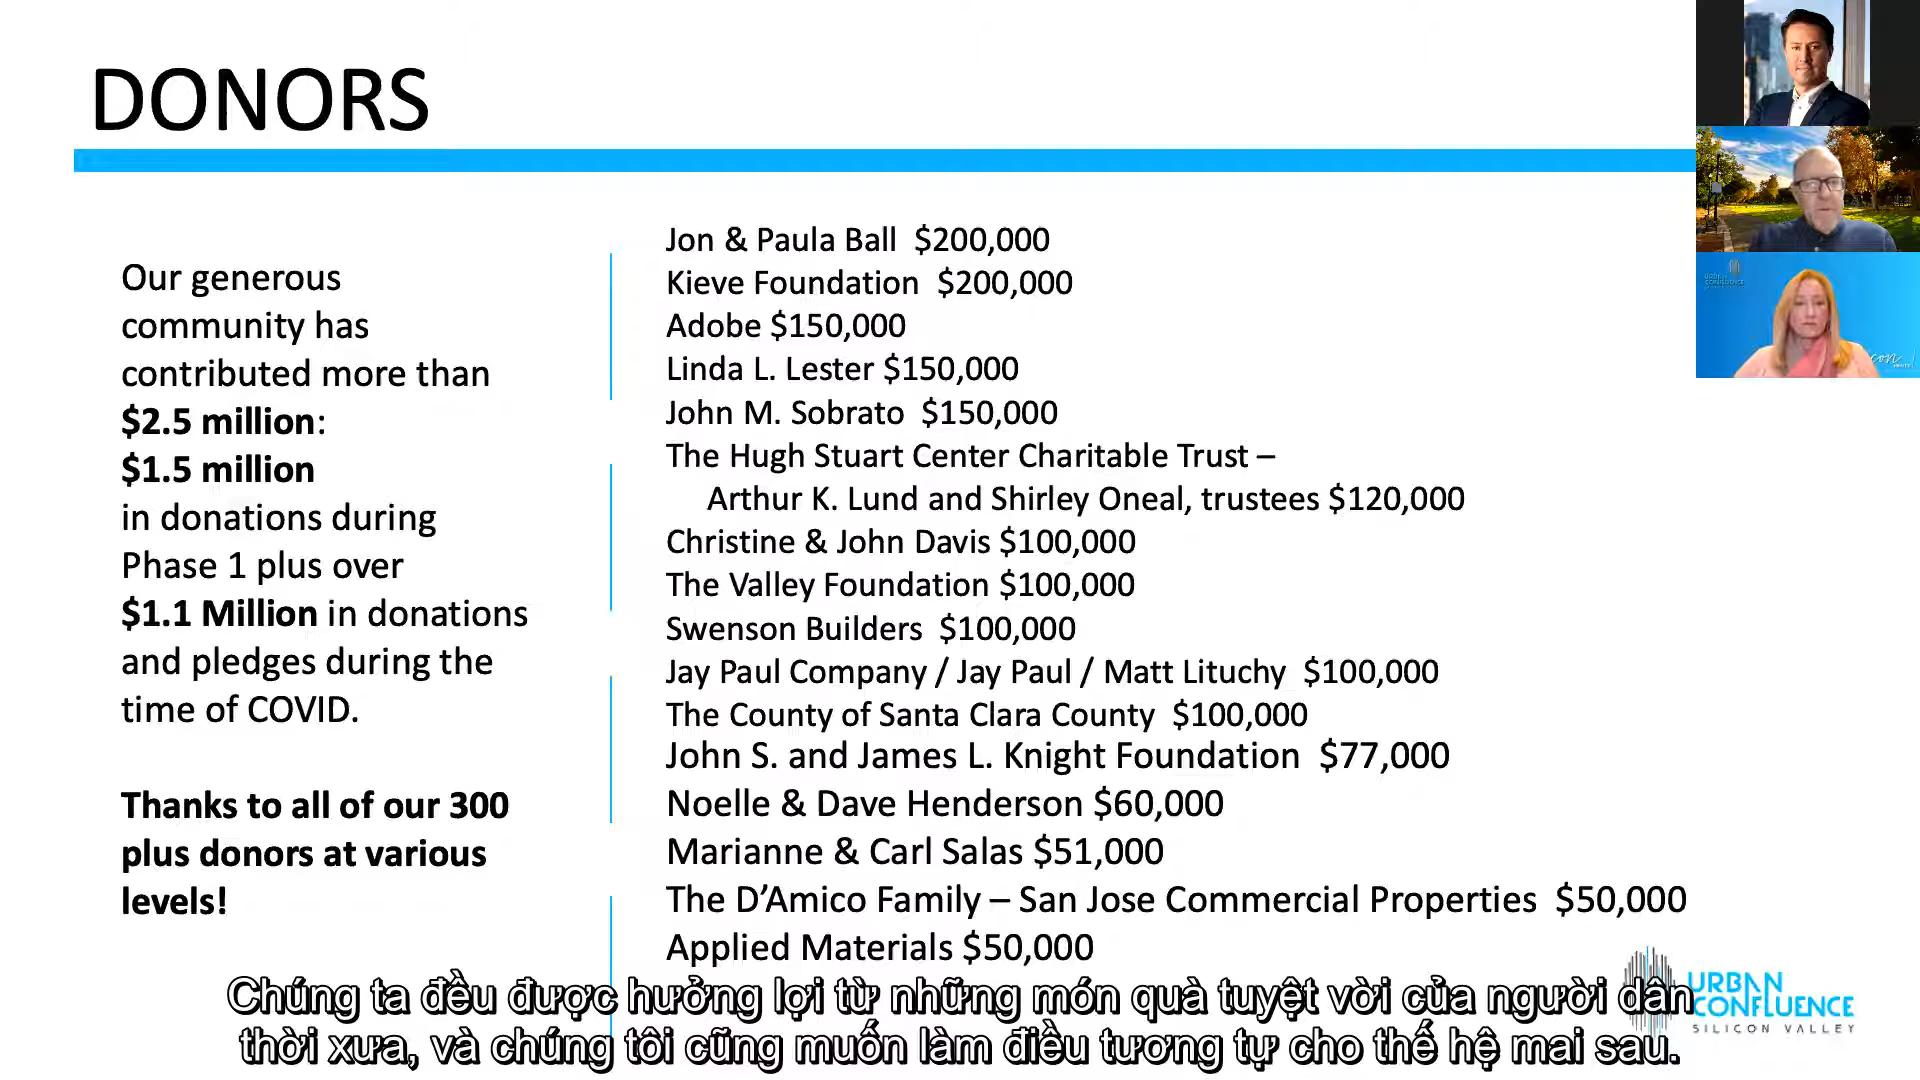 DONORS
Our generous
community has
contributed more than
$2.5 million:
$1.5 million
in donations during
Phase 1 plus over
$1.1 Million in donations
and pledges during the
time of COVID.
Thanks to all of our 300
plus donors at various
levels!
Jon & Paula Ball $200,000
Kieve Foundation $200,000
Adobe $150,000
Linda L. Lester $150,000
John M. Sobrato $150,000
The Hugh Stuart Center Charitable Trust –
Arthur K. Lund and Shirley Oneal, trustees $120,000
Christine & John Davis $100,000
The Valley Foundation $100,000
Swenson Builders $100,000
Jay Paul Company / Jay Paul / Matt Lituchy $100,000
The County of Santa Clara County $100,000
John S. and James L. Knight Foundation $77,000
Noelle & Dave Henderson $60,000
Marianne & Carl Salas $51,000
The D’Amico Family – San Jose Commercial Properties $50,000
Applied Materials $50,000
URBAN
CONFLUENCE
URBAN
CONFLUENCE
SILICON VALLEY
Chúng ta đều được hưởng lợi từ những món quà tuyệt vời của người dân
thời xưa, và chúng tôi cũng muốn làm điều tương tự cho thế hệ mai sau.